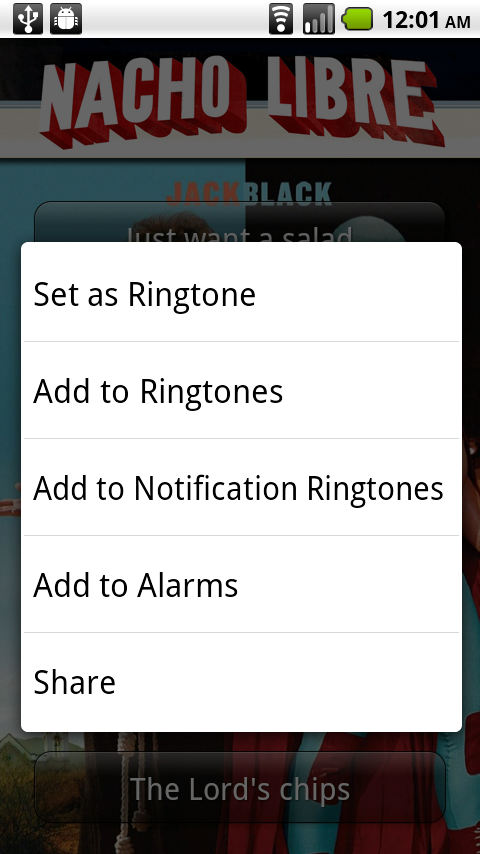 12:01 AM
NACHO LIBRE
JACK BLACK
Just want a salad
Set as Ringtone
Add to Ringtones
Add to Notification Ringtones
Add to Alarms
Share
The Lord's chips